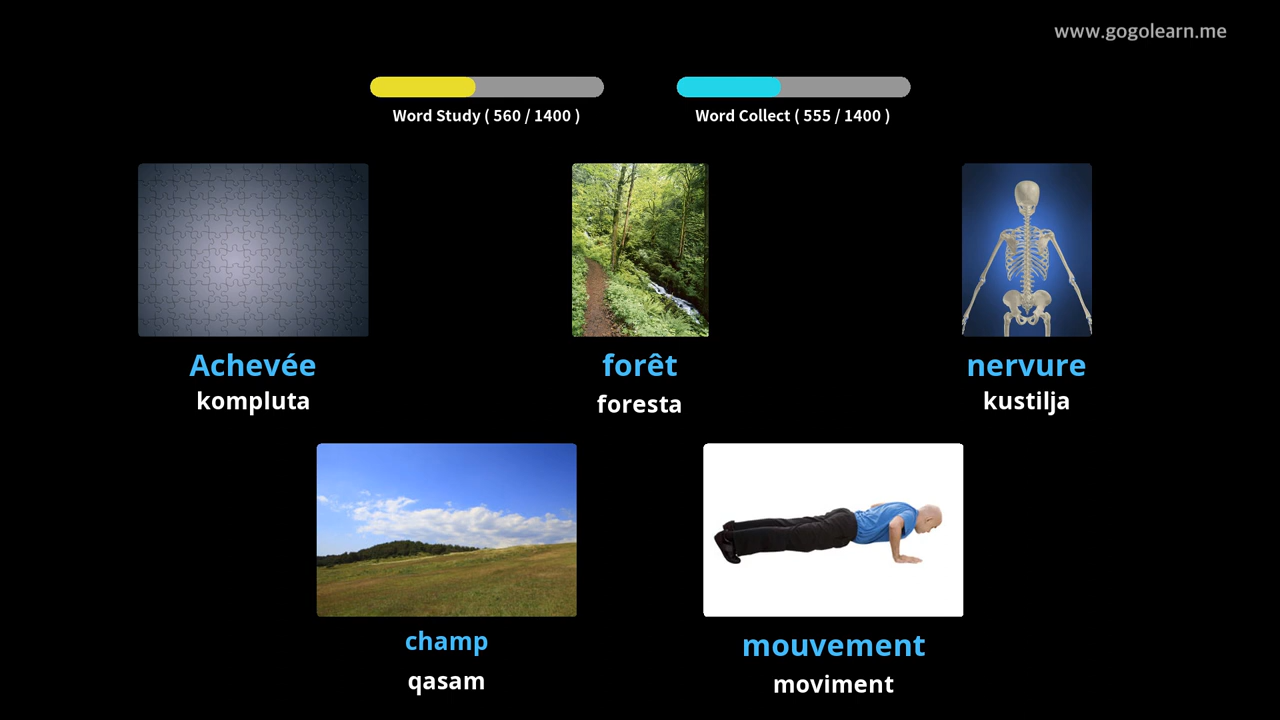 www.gogolearn.me
Word Study ( 560 / 1400 )
Word Collect ( 555 / 1400 )
Achevée
kompluta
forêt
foresta
nervure
kustilja
champ
qasam
mouvement
moviment